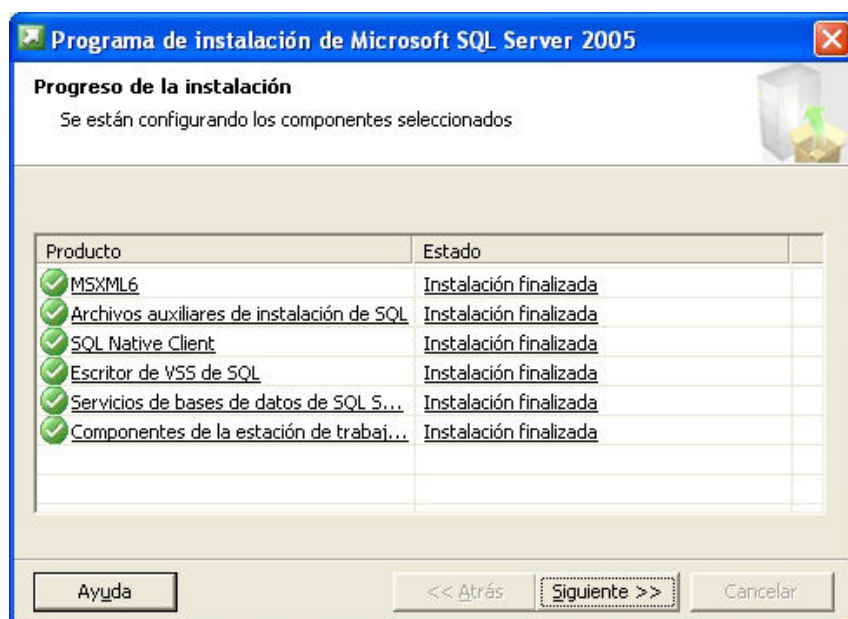 Programa de instalación de Microsoft SQL Server 2005
Progreso de la instalación
Se están configurando los componentes seleccionados
Producto Estado
MSXML6 Instalación finalizada
Archivos auxiliares de instalación de SQL Instalación finalizada
SQL Native Client Instalación finalizada
Escritor de VSS de SQL Instalación finalizada
Servicios de bases de datos de SQL S... Instalación finalizada
Componentes de la estación de trabaj... Instalación finalizada
Ayuda << Atrás Siguiente >> Cancelar